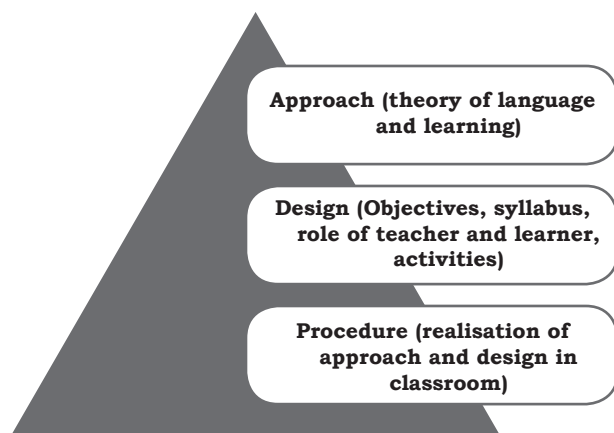 Approach (theory of language
and learning)
Design (Objectives, syllabus,
role of teacher and learner,
activities)
Procedure (realisation of
approach and design in
classroom)